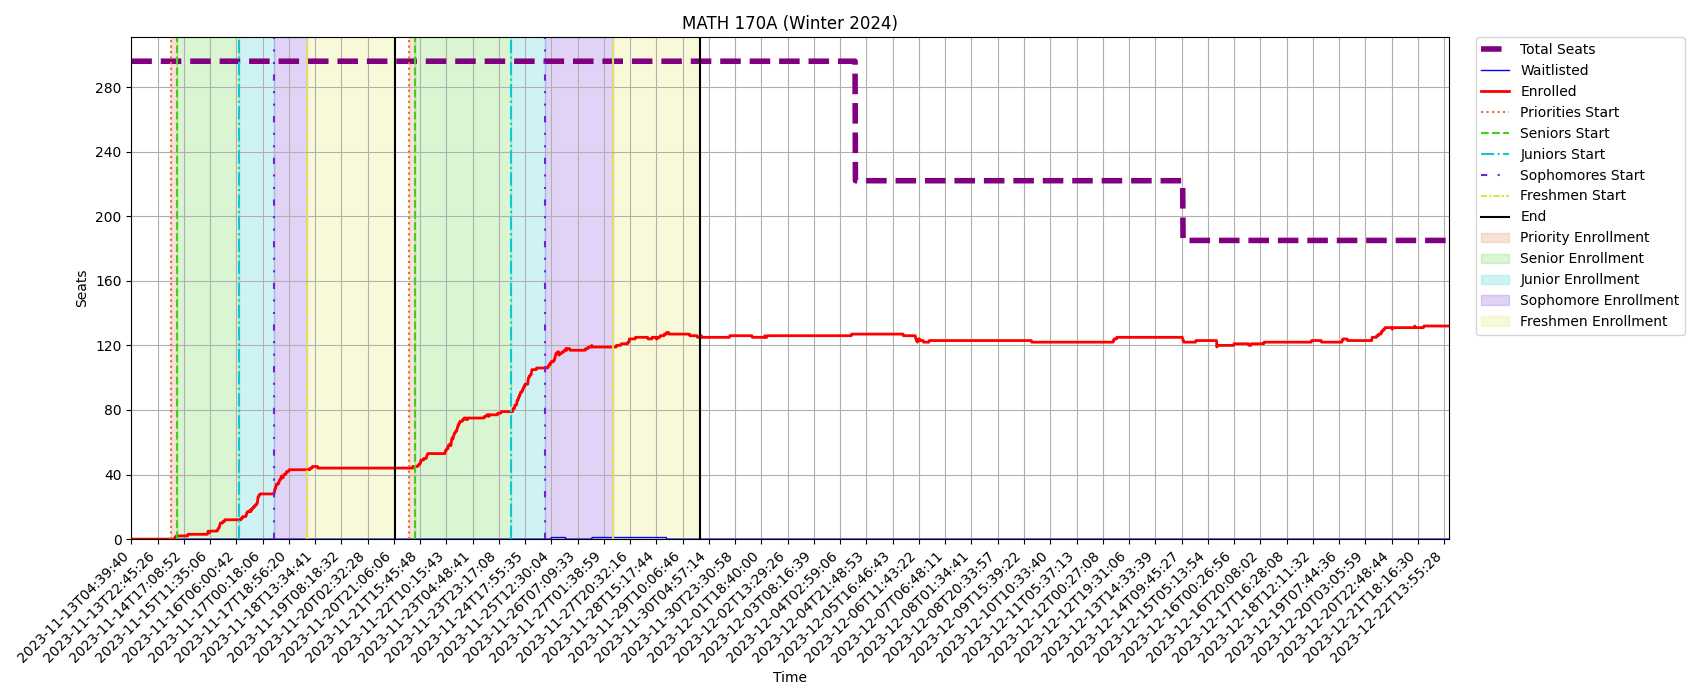 MATH 170A (Winter 2024)
Seats
280
240
200
160
120
80
40
0
2023-11-13T04:39:40
2023-11-13T22:45:26
2023-11-14T17:08:52
2023-11-15T11:35:06
2023-11-16T06:00:42
2023-11-17T00:18:06
2023-11-17T18:56:20
2023-11-18T13:34:41
2023-11-19T08:18:32
2023-11-20T02:32:28
2023-11-20T21:06:06
2023-11-21T15:45:48
2023-11-22T10:15:43
2023-11-23T04:48:41
2023-11-23T23:17:08
2023-11-24T17:55:35
2023-11-25T12:30:04
2023-11-26T07:09:33
2023-11-27T01:38:59
2023-11-27T20:32:16
2023-11-28T15:17:44
2023-11-29T10:06:46
2023-11-30T04:57:14
2023-11-30T23:30:58
2023-12-01T18:40:00
2023-12-02T13:29:26
2023-12-03T08:16:39
2023-12-04T02:59:06
2023-12-04T21:48:53
2023-12-05T16:46:43
2023-12-06T11:43:22
2023-12-07T06:48:11
2023-12-08T01:34:41
2023-12-08T20:33:57
2023-12-09T15:39:22
2023-12-10T10:33:40
2023-12-11T05:37:13
2023-12-12T00:27:08
2023-12-12T19:31:06
2023-12-13T14:33:39
2023-12-14T09:45:27
2023-12-15T05:13:54
2023-12-16T00:26:56
2023-12-16T20:08:02
2023-12-17T16:28:08
2023-12-18T12:11:32
2023-12-19T07:44:36
2023-12-20T03:05:59
2023-12-20T22:48:44
2023-12-21T18:16:30
2023-12-22T13:55:28
Time
Total Seats
Waitlisted
Enrolled
Priorities Start
Seniors Start
Juniors Start
Sophomores Start
Freshmen Start
End
Priority Enrollment
Senior Enrollment
Junior Enrollment
Sophomore Enrollment
Freshmen Enrollment